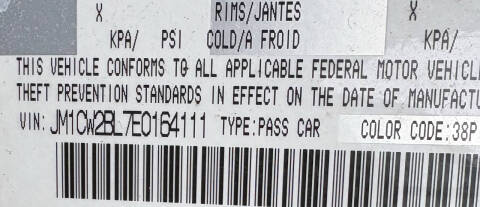 X RIMS/JANTES X
KPA/ PSI COLD/A FROID KPA/
THIS VEHICLE CONFORMS TO ALL APPLICABLE FEDERAL MOTOR VEHICL
THEFT PREVENTION STANDARDS IN EFFECT ON THE DATE OF MANUFACTU
VIN: JM1CW2BL7E0164111 TYPE:PASS CAR COLOR CODE:38P